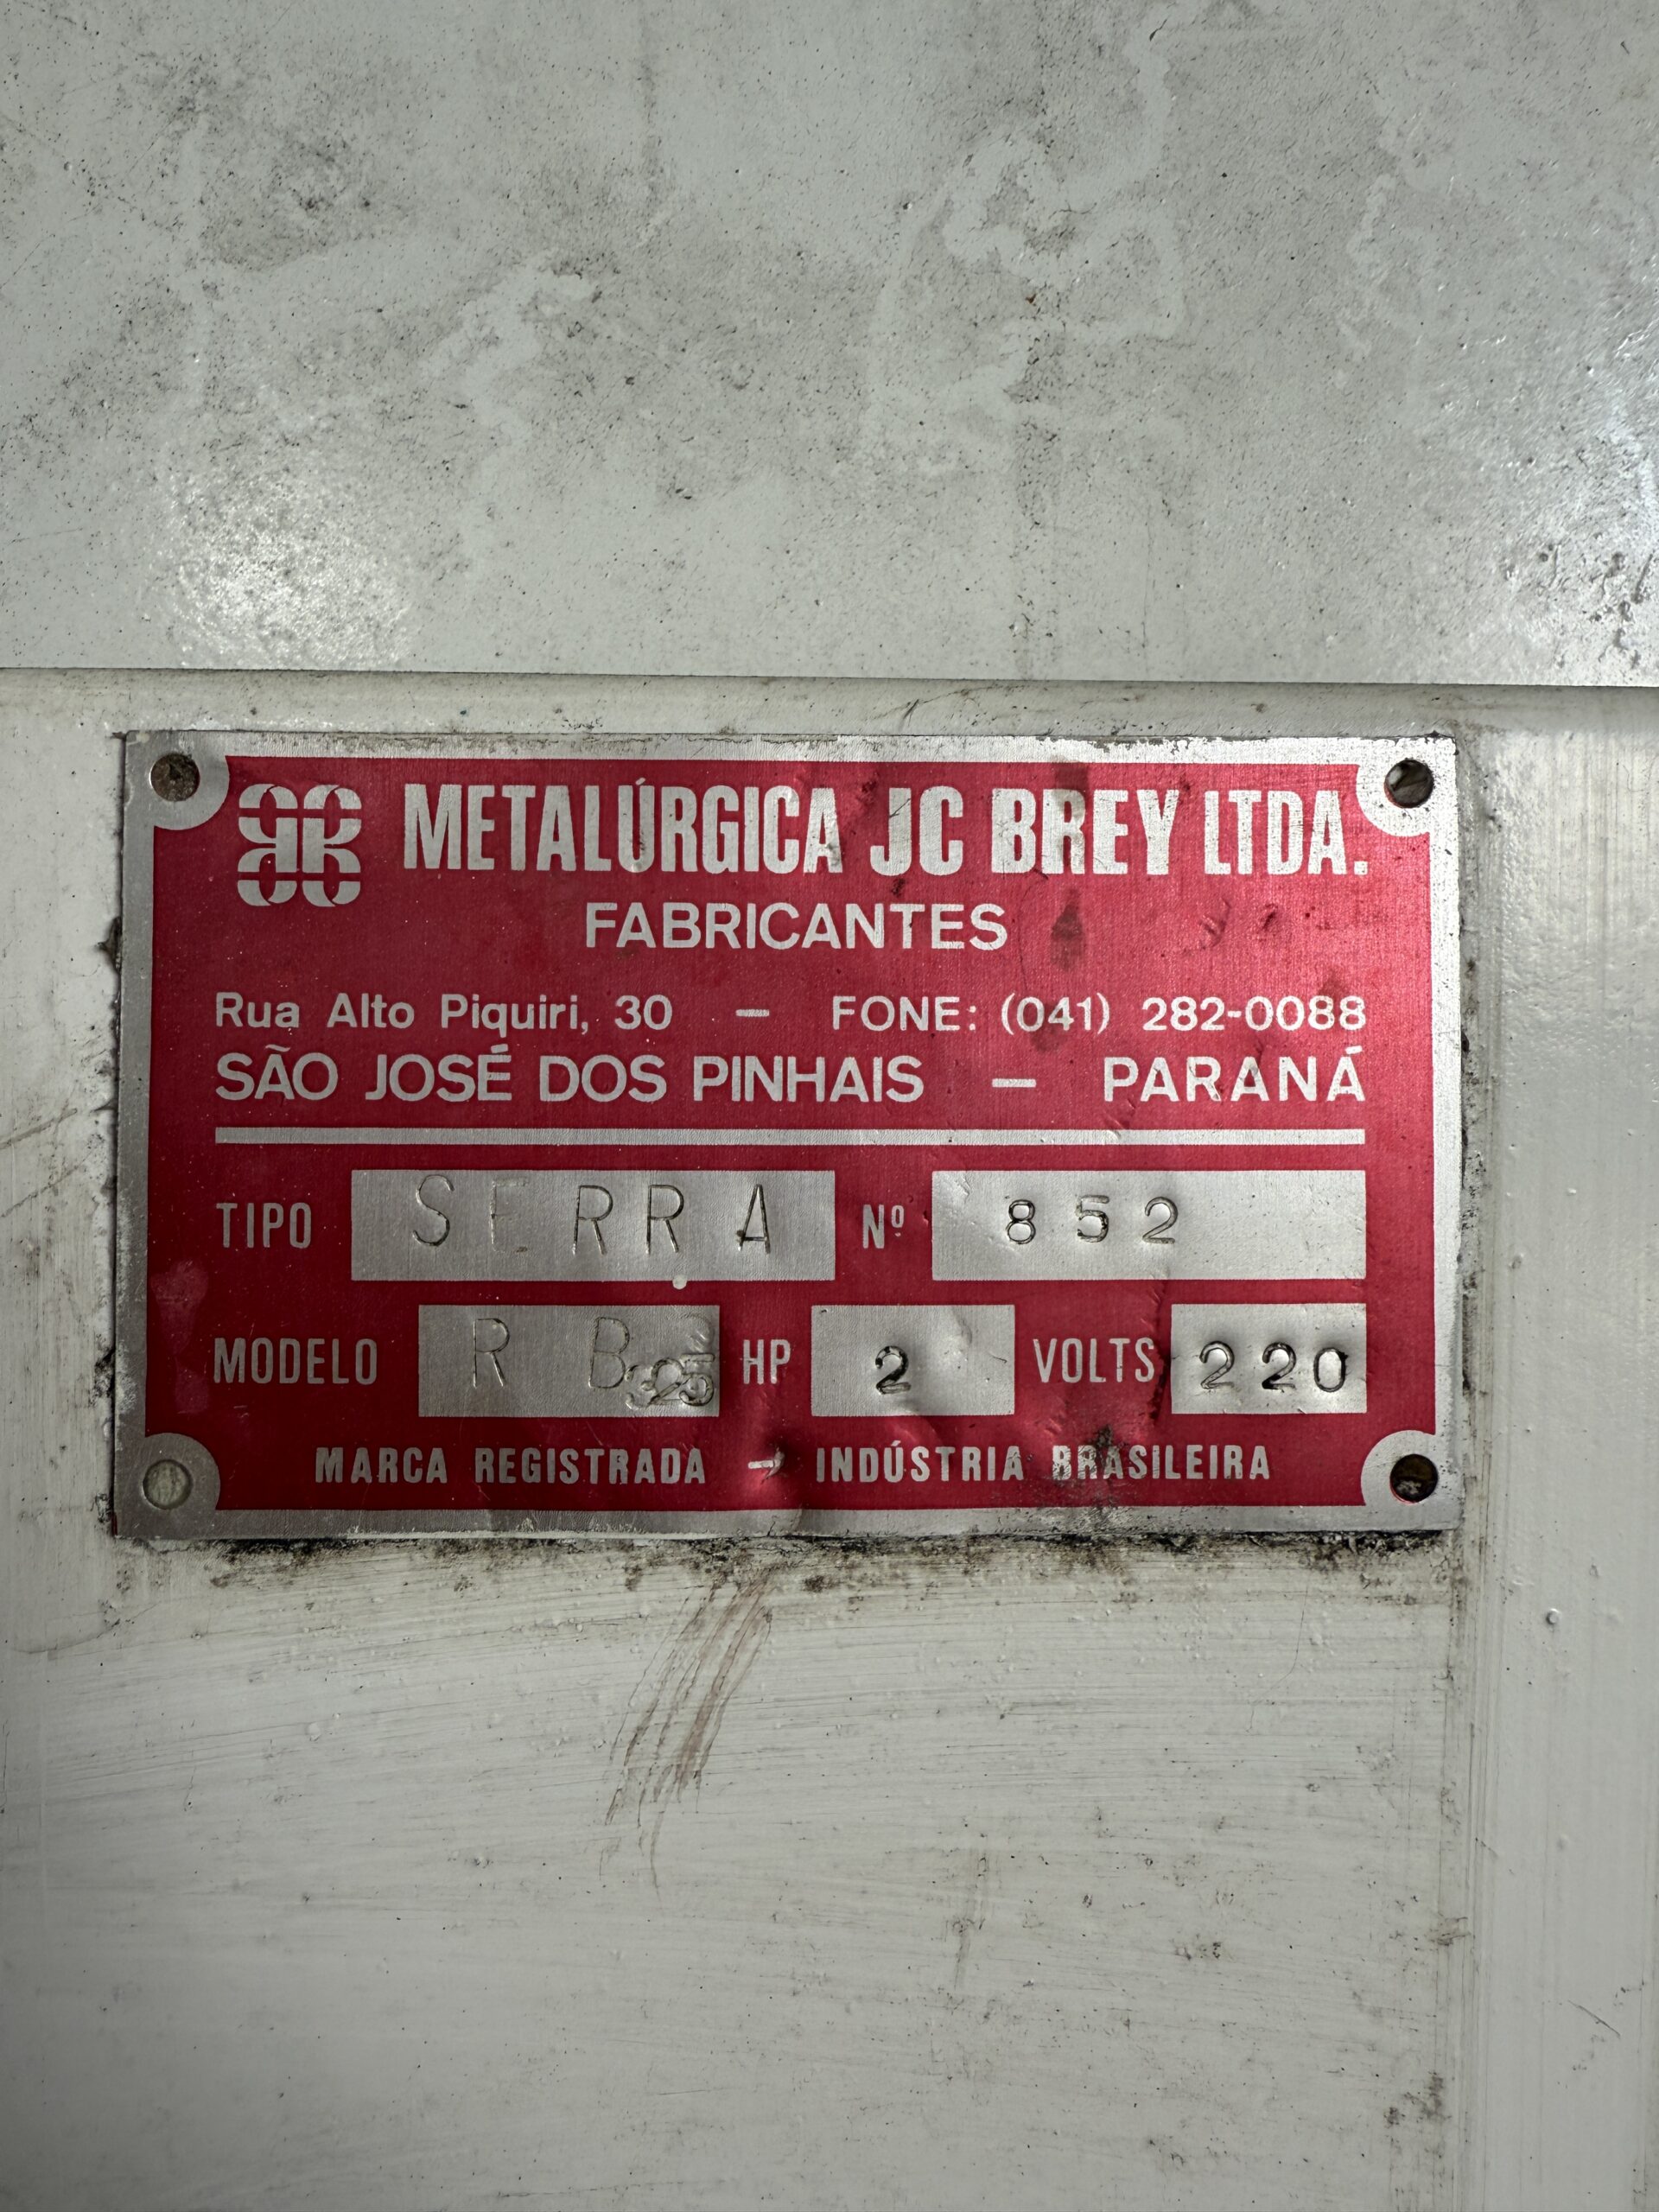 METALÚRGICA JC BREY LTDA.
FABRICANTES
Rua Alto Piquiri, 30 — FONE: (041) 282-0088
SÃO JOSÉ DOS PINHAIS — PARANÁ
TIPO SERRA Nº 852
MODELO R B HP 2 VOLTS 220
MARCA REGISTRADA - INDÚSTRIA BRASILEIRA